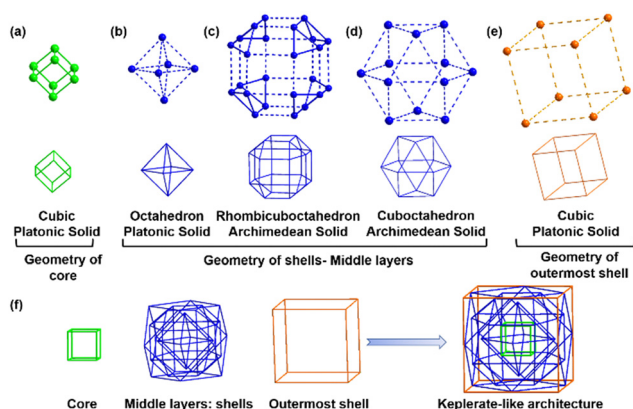 (a) (b) (c) (d) (e)
Cubic Octahedron Rhombicuboctahedron Cuboctahedron Cubic
Platonic Solid Platonic Solid Archimedean Solid Archimedean Solid Platonic Solid
Geometry of core
Geometry of shells- Middle layers
Geometry of outermost shell
(f)
Core Middle layers: shells Outermost shell Keplerate-like architecture